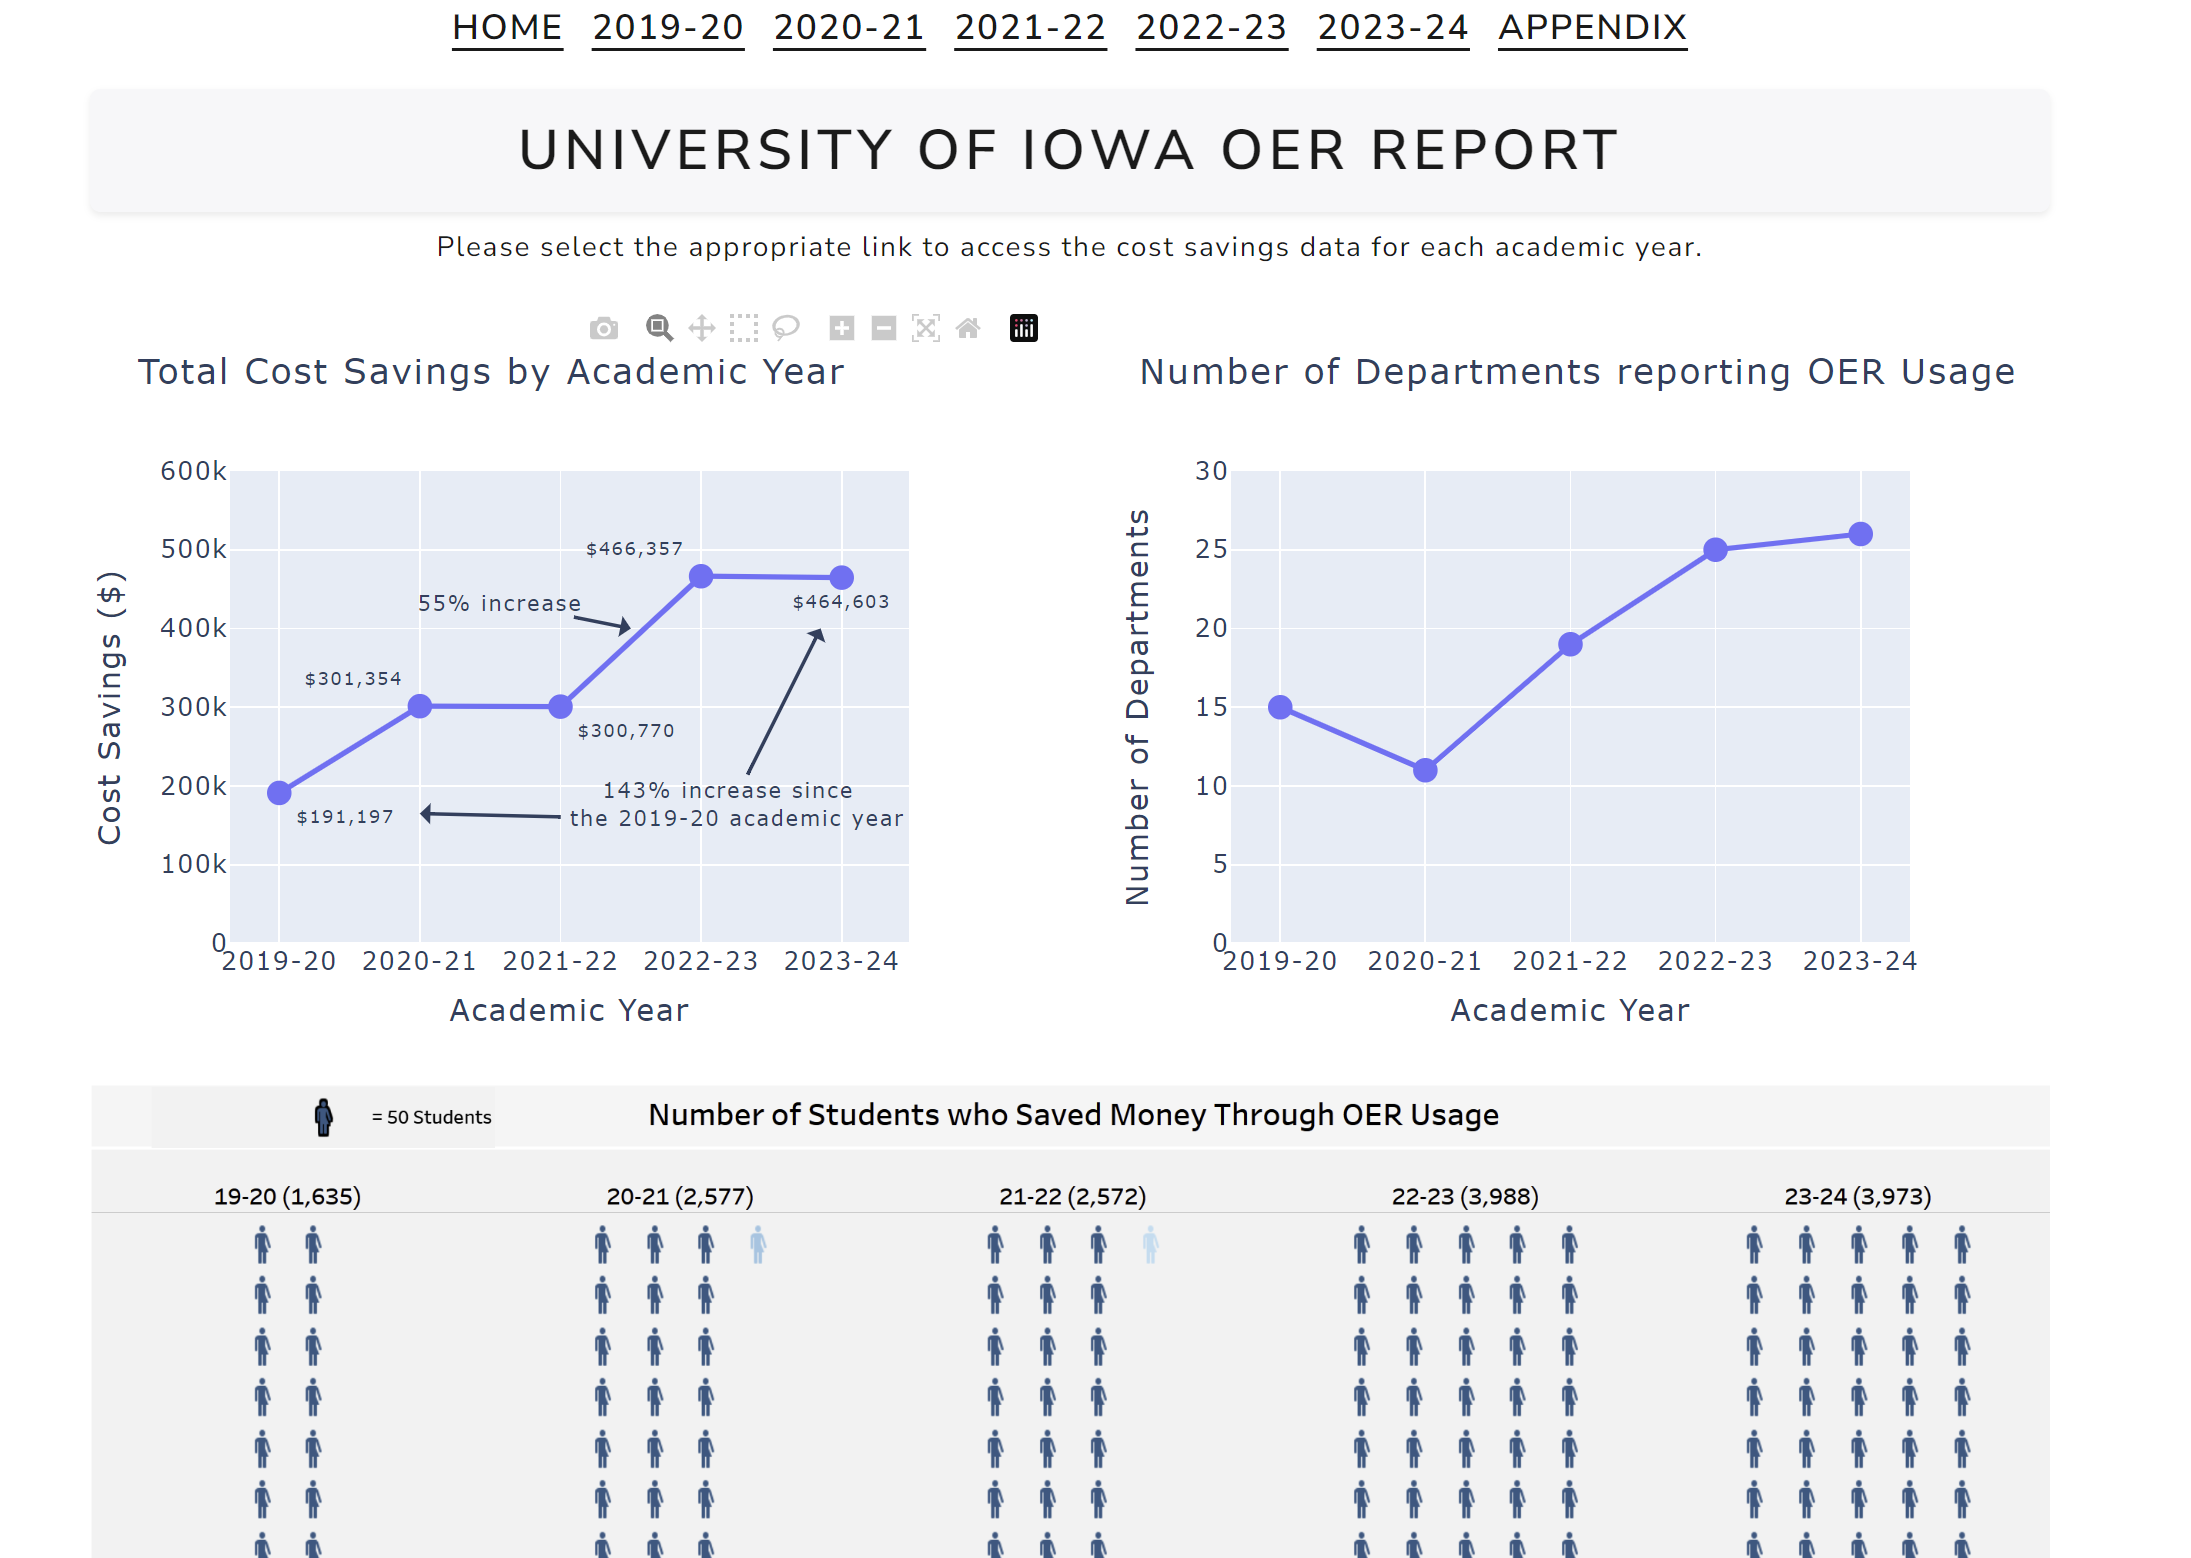 HOME 2019-20 2020-21 2021-22 2022-23 2023-24 APPENDIX
UNIVERSITY OF IOWA OER REPORT
Please select the appropriate link to access the cost savings data for each academic year.
Total Cost Savings by Academic Year
600k
500k
400k
300k
200k
100k
0
Cost Savings ($)
$466,357
55% increase
$464,603
$301,354
$300,770
143% increase since
the 2019-20 academic year
$191,197
2019-20 2020-21 2021-22 2022-23 2023-24
Academic Year
Number of Departments reporting OER Usage
30
25
20
15
10
5
0
Number of Departments
2019-20 2020-21 2021-22 2022-23 2023-24
Academic Year
= 50 Students
Number of Students who Saved Money Through OER Usage
19-20 (1,635) 20-21 (2,577) 21-22 (2,572) 22-23 (3,988) 23-24 (3,973)